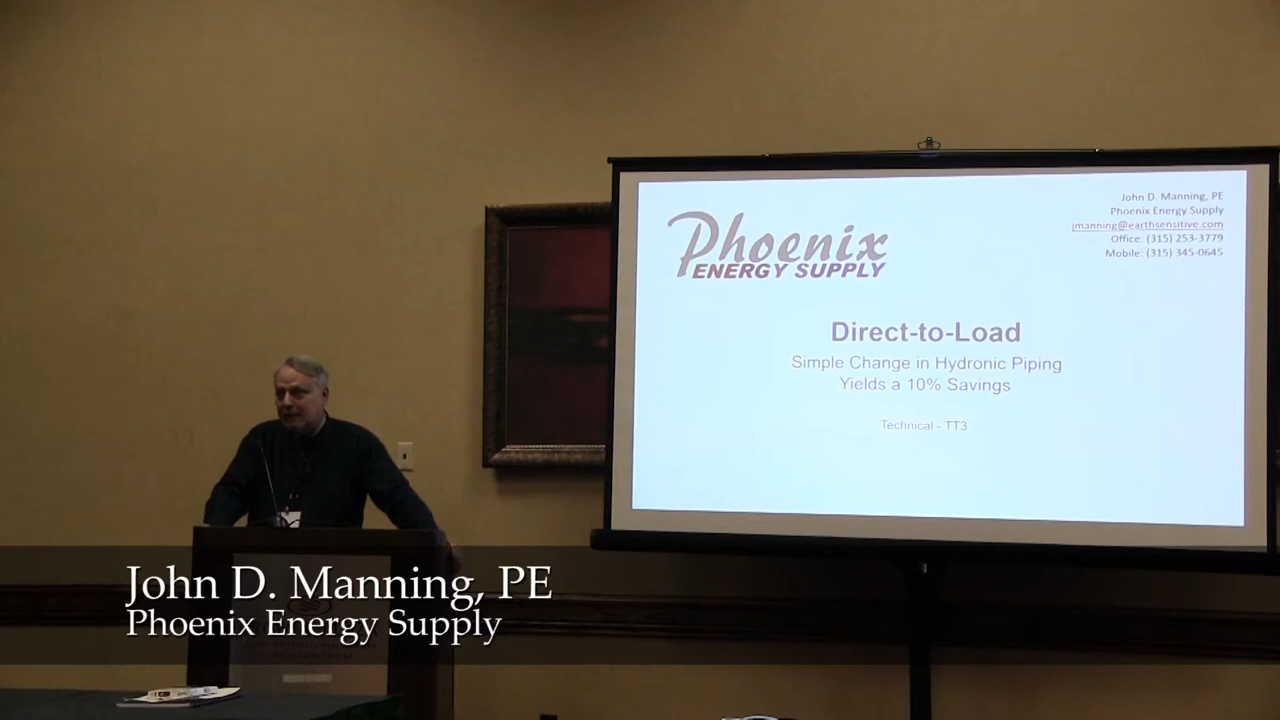 John D. Manning, PE
Phoenix Energy Supply
jmanning@earthsensitive.com
Office: (315) 253-3779
Mobile: (315) 345-0645
Phoenix
ENERGY SUPPLY
Direct-to-Load
Simple Change in Hydronic Piping
Yields a 10% Savings
Technical - TT3
John D. Manning, PE
Phoenix Energy Supply